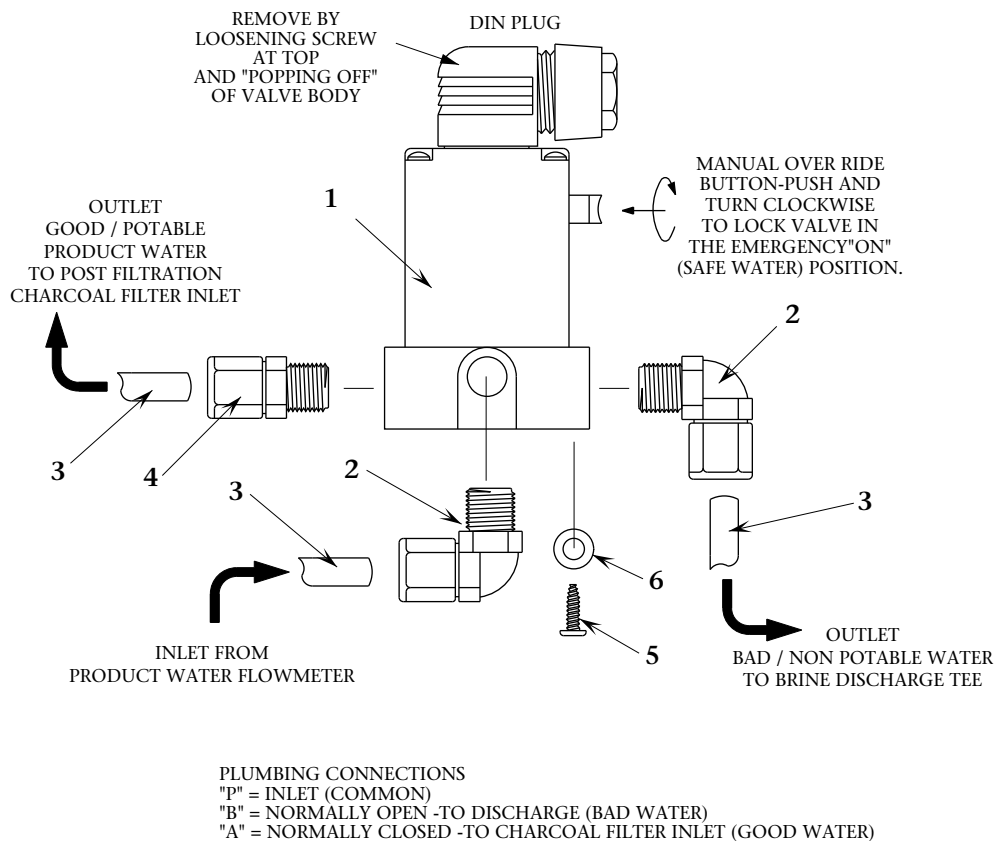 REMOVE BY
LOOSENING SCREW
AT TOP
AND "POPPING OFF"
OF VALVE BODY
DIN PLUG
MANUAL OVER RIDE
BUTTON-PUSH AND
TURN CLOCKWISE
TO LOCK VALVE IN
THE EMERGENCY"ON"
(SAFE WATER) POSITION.
1
OUTLET
GOOD / POTABLE
PRODUCT WATER
TO POST FILTRATION
CHARCOAL FILTER INLET
2
3
4
3
2
3
6
5
INLET FROM
PRODUCT WATER FLOWMETER
OUTLET
BAD / NON POTABLE WATER
TO BRINE DISCHARGE TEE
PLUMBING CONNECTIONS
"P" = INLET (COMMON)
"B" = NORMALLY OPEN -TO DISCHARGE (BAD WATER)
"A" = NORMALLY CLOSED -TO CHARCOAL FILTER INLET (GOOD WATER)